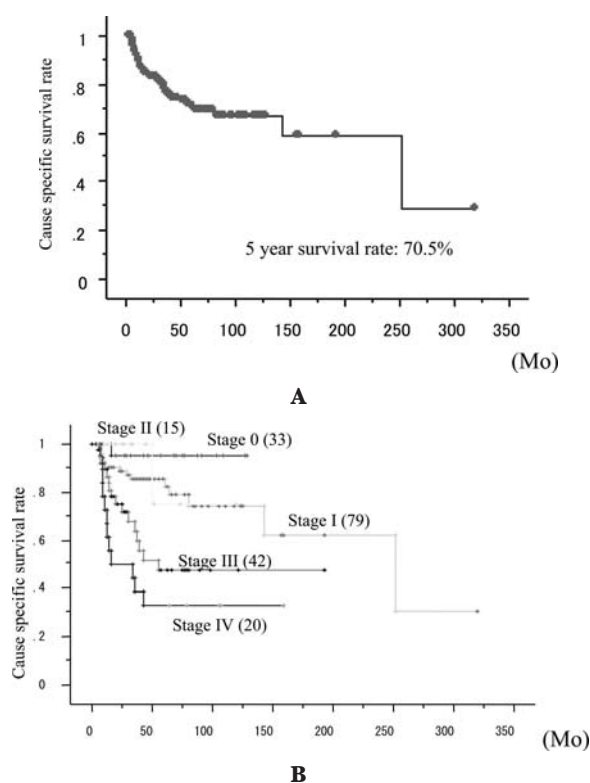 Cause specific survival rate
1
.8
.6
.4
.2
0
5 year survival rate: 70.5%
0 50 100 150 200 250 300 350
(Mo)
A
Cause specific survival rate
1
.8
.6
.4
.2
0
Stage II (15)
Stage 0 (33)
Stage I (79)
Stage III (42)
Stage IV (20)
0 50 100 150 200 250 300 350
(Mo)
B